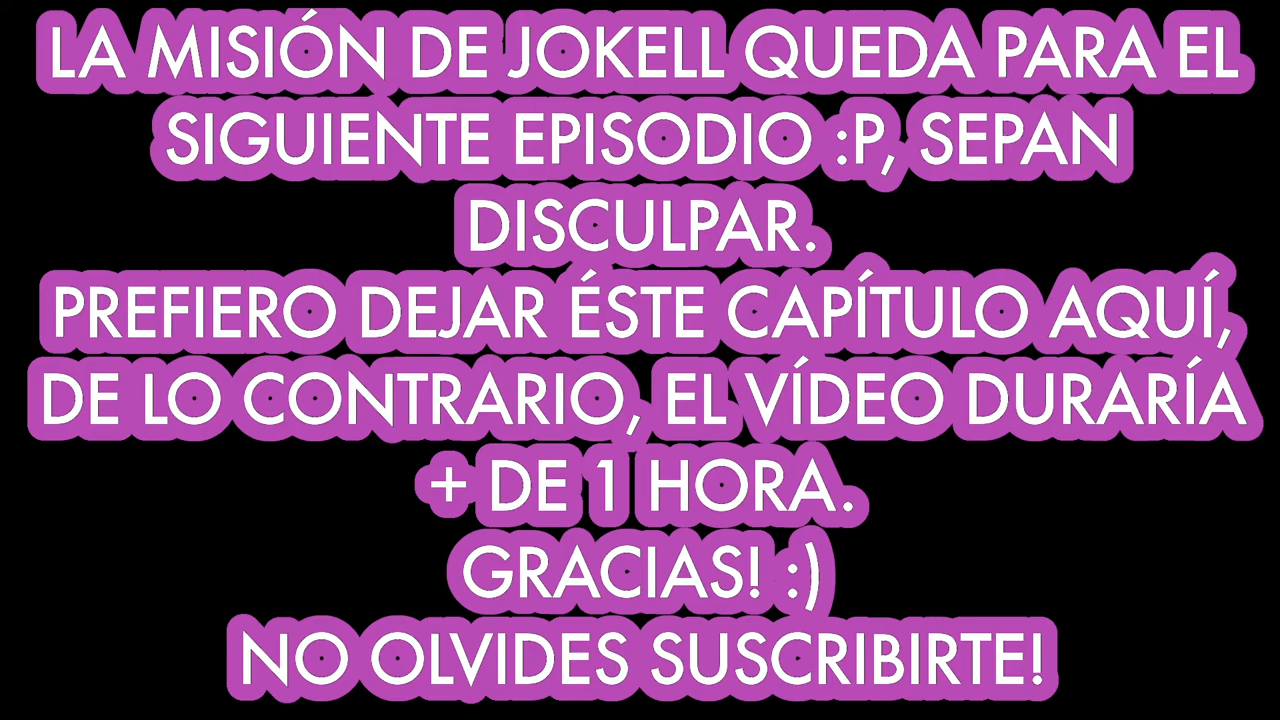 LA MISIÓN DE JOKELL QUEDA PARA EL
SIGUIENTE EPISODIO :P, SEPAN
DISCULPAR.
PREFIERO DEJAR ÉSTE CAPÍTULO AQUÍ,
DE LO CONTRARIO, EL VÍDEO DURARÍA
+ DE 1 HORA.
GRACIAS! :)
NO OLVIDES SUSCRIBIRTE!